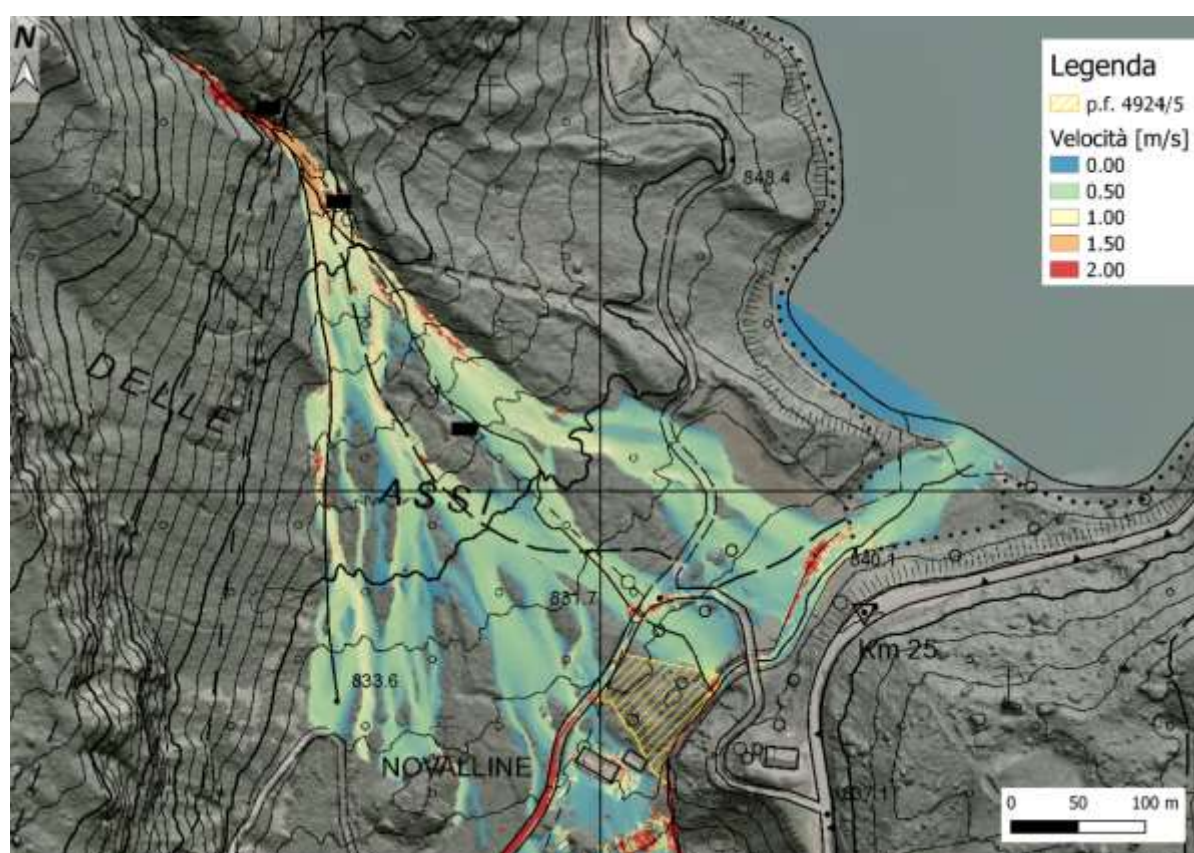 N
Legenda
p.f. 4924/5
Velocità [m/s]
0.00
0.50
1.00
1.50
2.00
848.4
DELLE
ASSI
840.1
831.7
Km 25
833.6
NOVALLINE
0 50 100 m